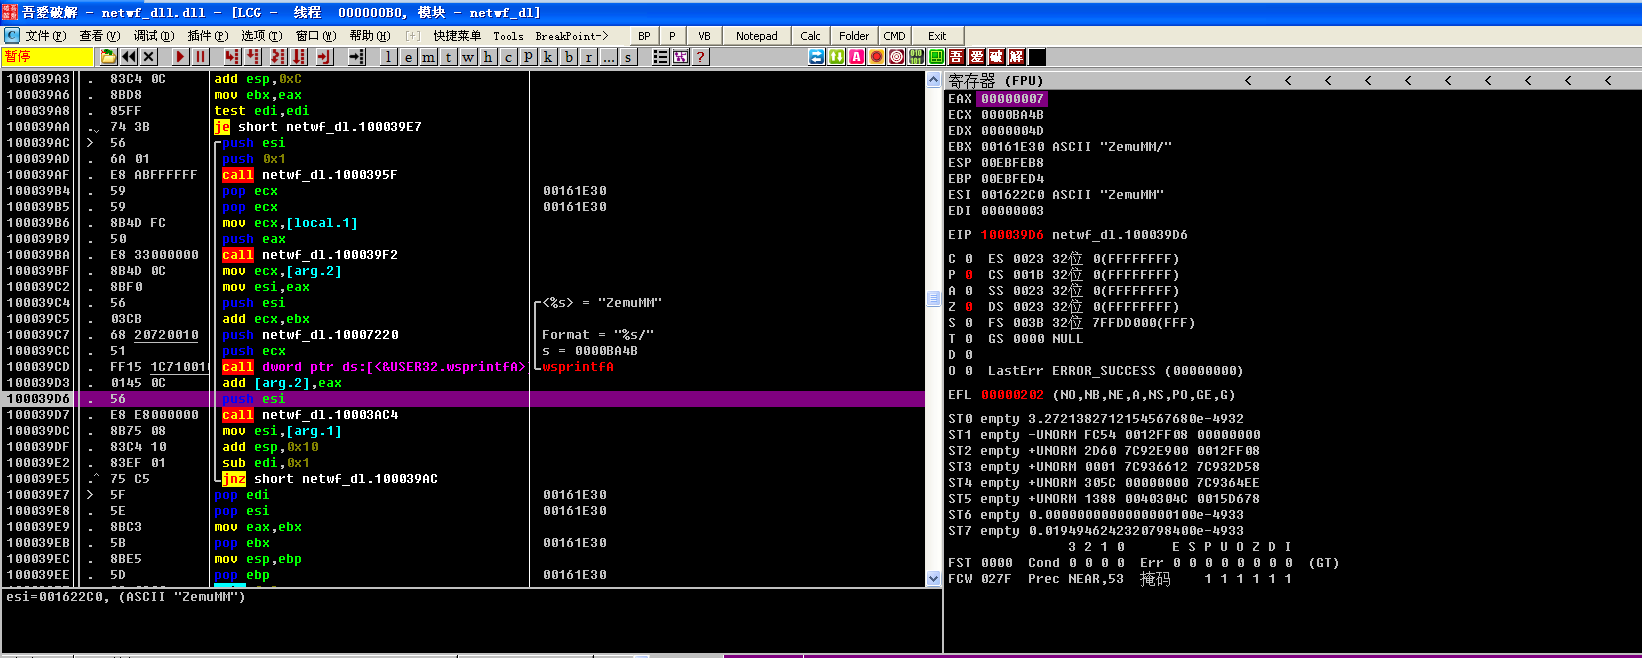 吾爱破解 - netwf_dll.dll - [LCG - 线程 000000B0, 模块 - netwf_dl]
文件(F) 查看(V) 调试(D) 插件(P) 选项(T) 窗口(W) 帮助(H) [+] 快捷菜单 Tools BreakPoint-> BP P VB Notepad Calc Folder CMD Exit
暂停 l e m t w h c P k b r ... s ? 吾 爱 破 解
100039A3 . 83C4 0C add esp,0xC
100039A6 . 8BD8 mov ebx,eax
100039A8 . 85FF test edi,edi
100039AA . 74 3B je short netwf_dl.100039E7
100039AC > 56 push esi
100039AD . 6A 01 push 0x1
100039AF . E8 ABFFFFFF call netwf_dl.1000395F
100039B4 . 59 pop ecx 00161E30
100039B5 . 59 pop ecx 00161E30
100039B6 . 8B4D FC mov ecx,[local.1]
100039B9 . 50 push eax
100039BA . E8 33000000 call netwf_dl.100039F2
100039BF . 8B4D 0C mov ecx,[arg.2]
100039C2 . 8BF0 mov esi,eax
100039C4 . 56 push esi <%s> = "ZemuMM"
100039C5 . 03CB add ecx,ebx
100039C7 . 68 20720010 push netwf_dl.10007220 Format = "%s/"
100039CC . 51 push ecx s = 0000BA4B
100039CD . FF15 1C710010 call dword ptr ds:[<&USER32.wsprintfA> wsprintfA
100039D3 . 0145 0C add [arg.2],eax
100039D6 . 56 push esi
100039D7 . E8 E8000000 call netwf_dl.10003AC4
100039DC . 8B75 08 mov esi,[arg.1]
100039DF . 83C4 10 add esp,0x10
100039E2 . 83EF 01 sub edi,0x1
100039E5 .^ 75 C5 jnz short netwf_dl.100039AC
100039E7 > 5F pop edi 00161E30
100039E8 . 5E pop esi 00161E30
100039E9 . 8BC3 mov eax,ebx
100039EB . 5B pop ebx 00161E30
100039EC . 8BE5 mov esp,ebp
100039EE . 5D pop ebp 00161E30
esi=001622C0, (ASCII "ZemuMM")
寄存器 (FPU) < < < < < < < < < <
EAX 00000007
ECX 0000BA4B
EDX 0000004D
EBX 00161E30 ASCII "ZemuMM/"
ESP 00EBFEB8
EBP 00EBFED4
ESI 001622C0 ASCII "ZemuMM"
EDI 00000003
EIP 100039D6 netwf_dl.100039D6
C 0 ES 0023 32位 0(FFFFFFFF)
P 0 CS 001B 32位 0(FFFFFFFF)
A 0 SS 0023 32位 0(FFFFFFFF)
Z 0 DS 0023 32位 0(FFFFFFFF)
S 0 FS 003B 32位 7FFDD000(FFF)
T 0 GS 0000 NULL
D 0
O 0 LastErr ERROR_SUCCESS (00000000)
EFL 00000202 (NO,NB,NE,A,NS,PO,GE,G)
ST0 empty 3.2721382712154567680e-4932
ST1 empty -UNORM FC54 0012FF08 00000000
ST2 empty +UNORM 2D60 7C92E900 0012FF08
ST3 empty +UNORM 0001 7C936612 7C932D58
ST4 empty +UNORM 305C 00000000 7C9364EE
ST5 empty +UNORM 1388 0040304C 0015D678
ST6 empty 0.0000000000000000100e-4933
ST7 empty 0.0194946242320798400e-4933
3 2 1 0 E S P U O Z D I
FST 0000 Cond 0 0 0 0 Err 0 0 0 0 0 0 0 0 (GT)
FCW 027F Prec NEAR,53 掩码 1 1 1 1 1 1